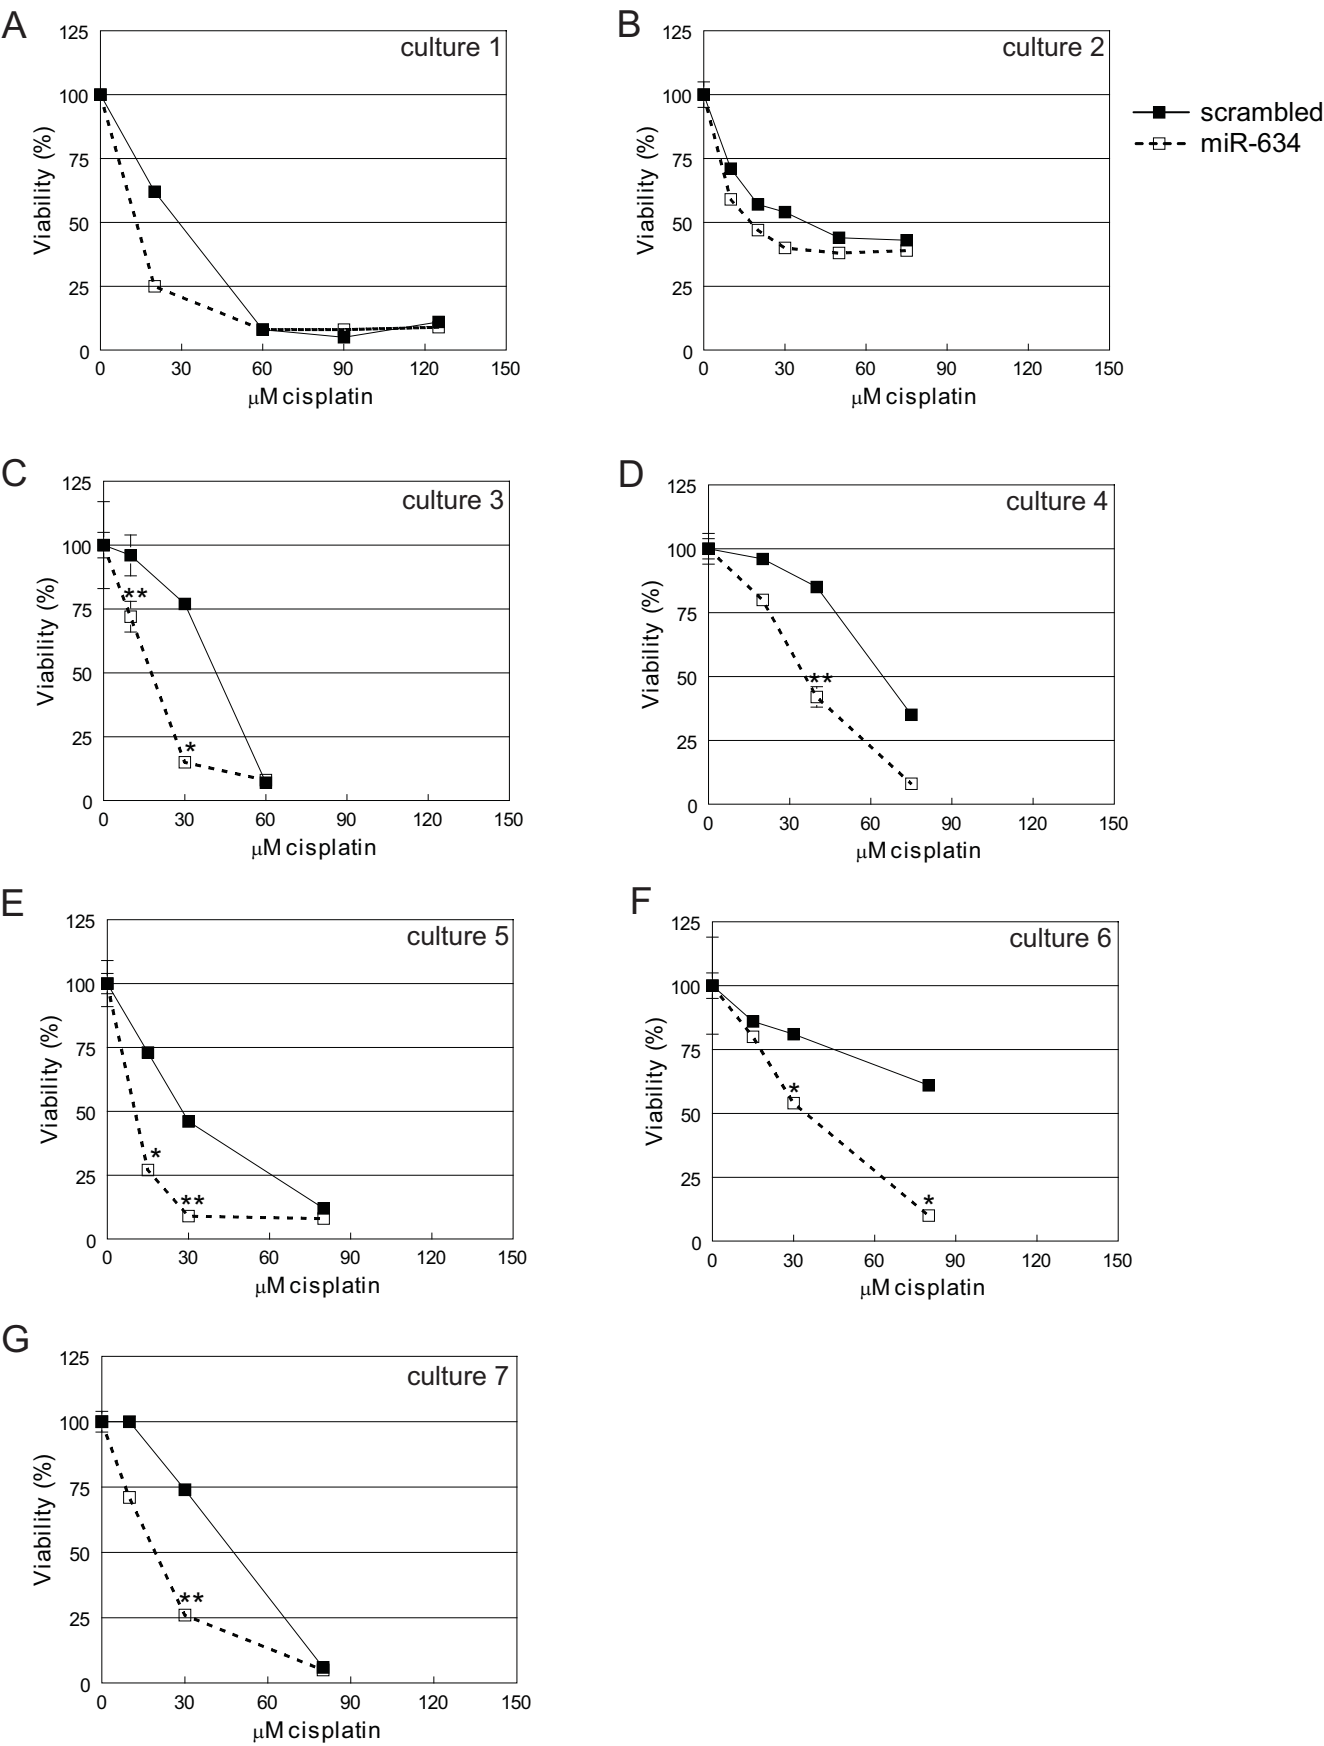 A
culture 1
125
100
75
50
25
0
Viability (%)
0 30 60 90 120 150
μM cisplatin
B
culture 2
125
100
75
50
25
0
Viability (%)
0 30 60 90 120 150
μM cisplatin
scrambled
miR-634
C
culture 3
125
100
75
50
25
0
Viability (%)
**
*
0 30 60 90 120 150
μM cisplatin
D
culture 4
125
100
75
50
25
0
Viability (%)
**
0 30 60 90 120 150
μM cisplatin
E
culture 5
125
100
75
50
25
0
Viability (%)
*
**
0 30 60 90 120 150
μM cisplatin
F
culture 6
125
100
75
50
25
0
Viability (%)
*
*
0 30 60 90 120 150
μM cisplatin
G
culture 7
125
100
75
50
25
0
Viability (%)
**
0 30 60 90 120 150
μM cisplatin